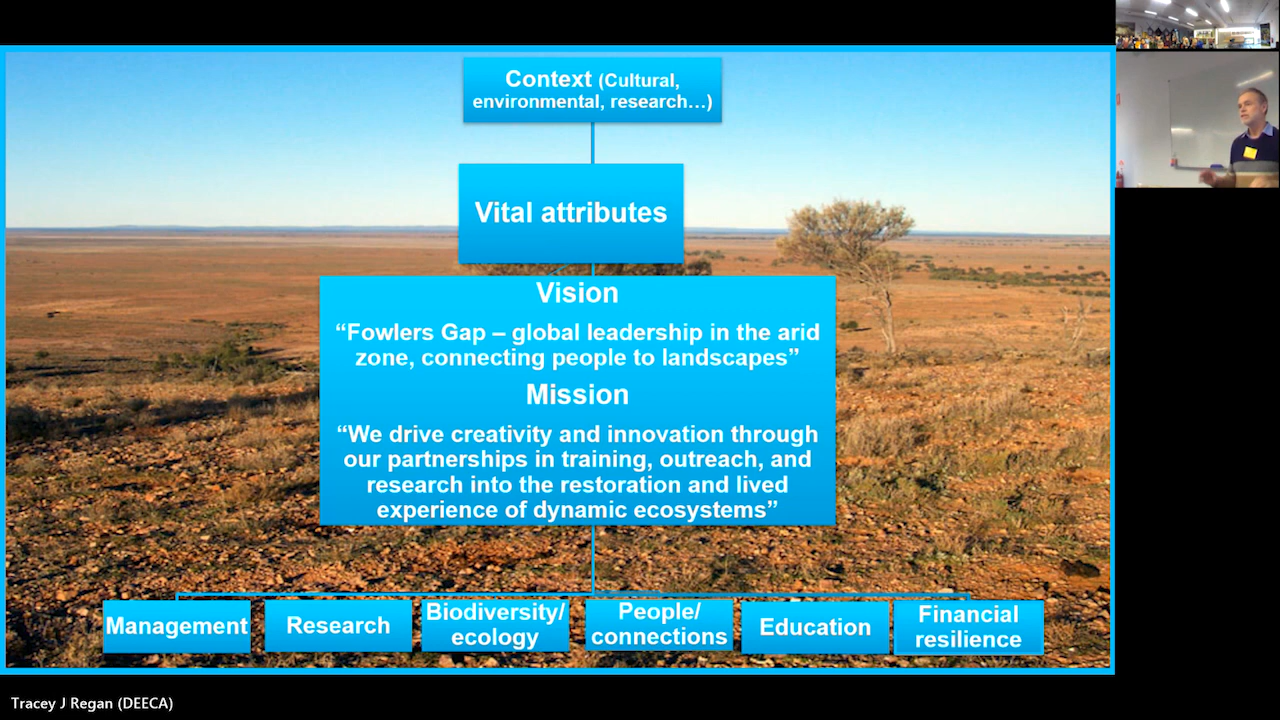 Context (Cultural,
environmental, research…)
Vital attributes
Vision
“Fowlers Gap – global leadership in the arid
zone, connecting people to landscapes”
Mission
“We drive creativity and innovation through
our partnerships in training, outreach, and
research into the restoration and lived
experience of dynamic ecosystems”
Management
Research
Biodiversity/
ecology
People/
connections
Education
Financial
resilience
Tracey J Regan (DEECA)